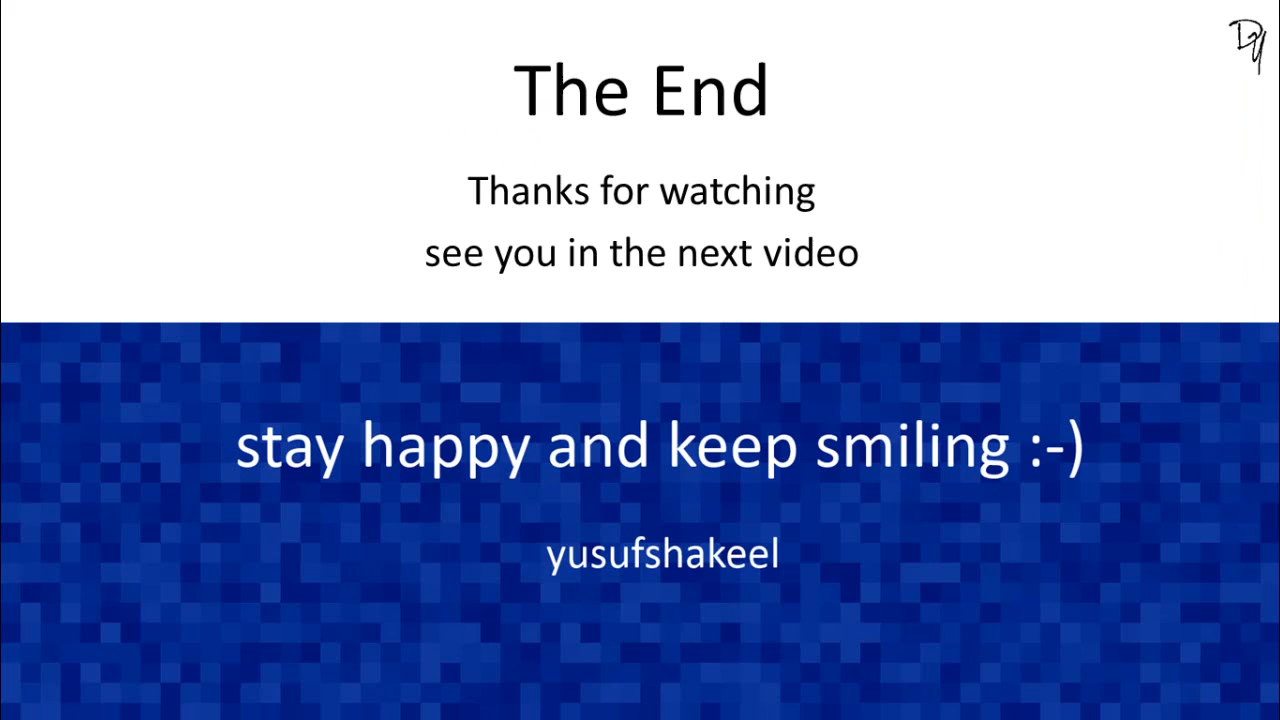 The End
Thanks for watching
see you in the next video
stay happy and keep smiling :-)
yusufshakeel